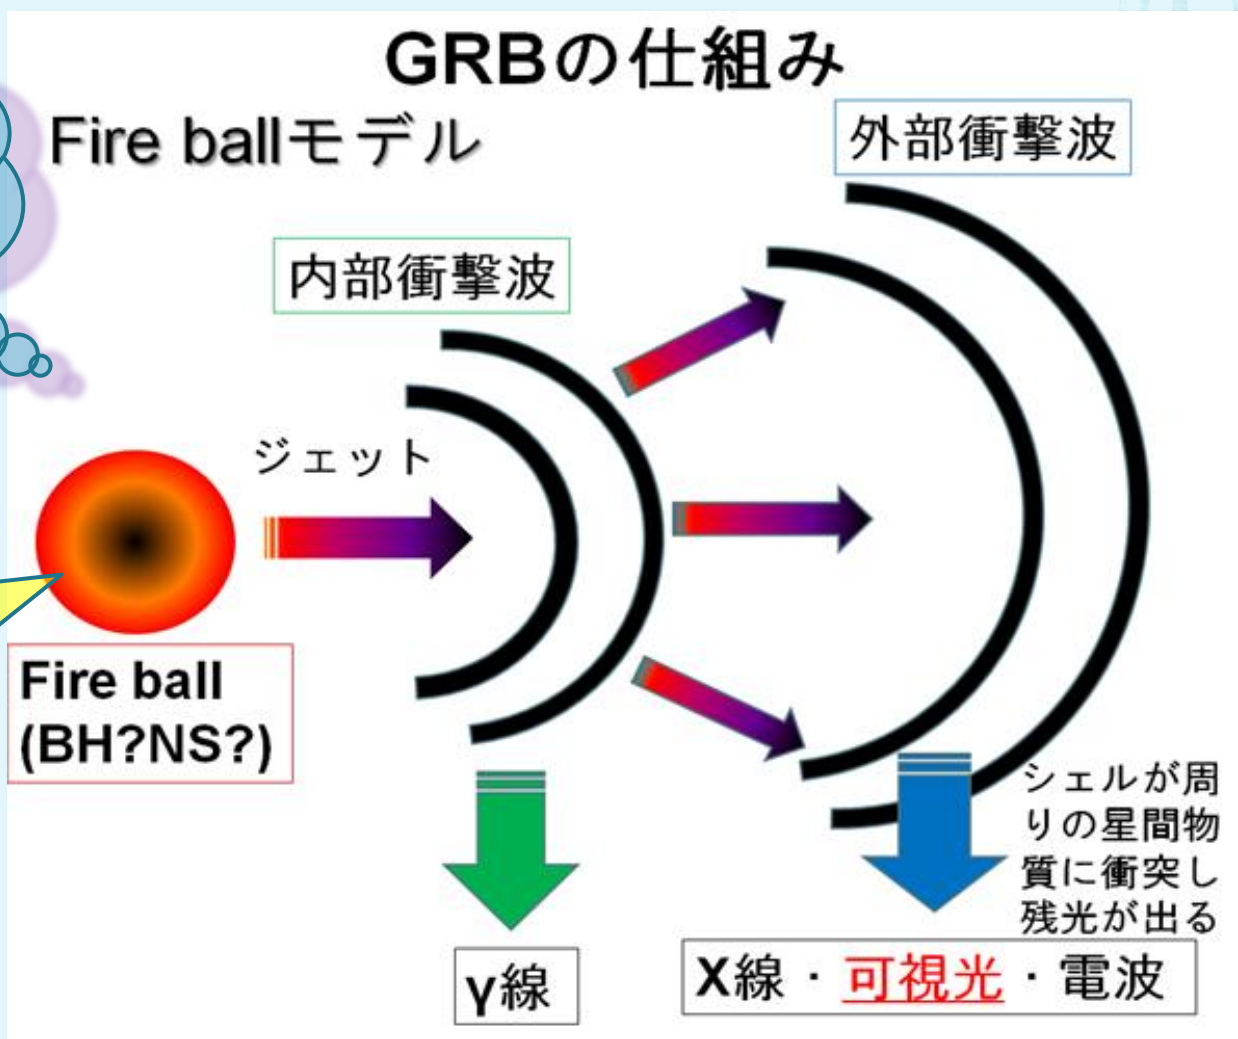 GRBの仕組み
Fire ballモデル
外部衝撃波
内部衝撃波
ジェット
Fire ball
(BH?NS?)
シェルが周
りの星間物
質に衝突し
残光が出る
γ線
X線・可視光・電波